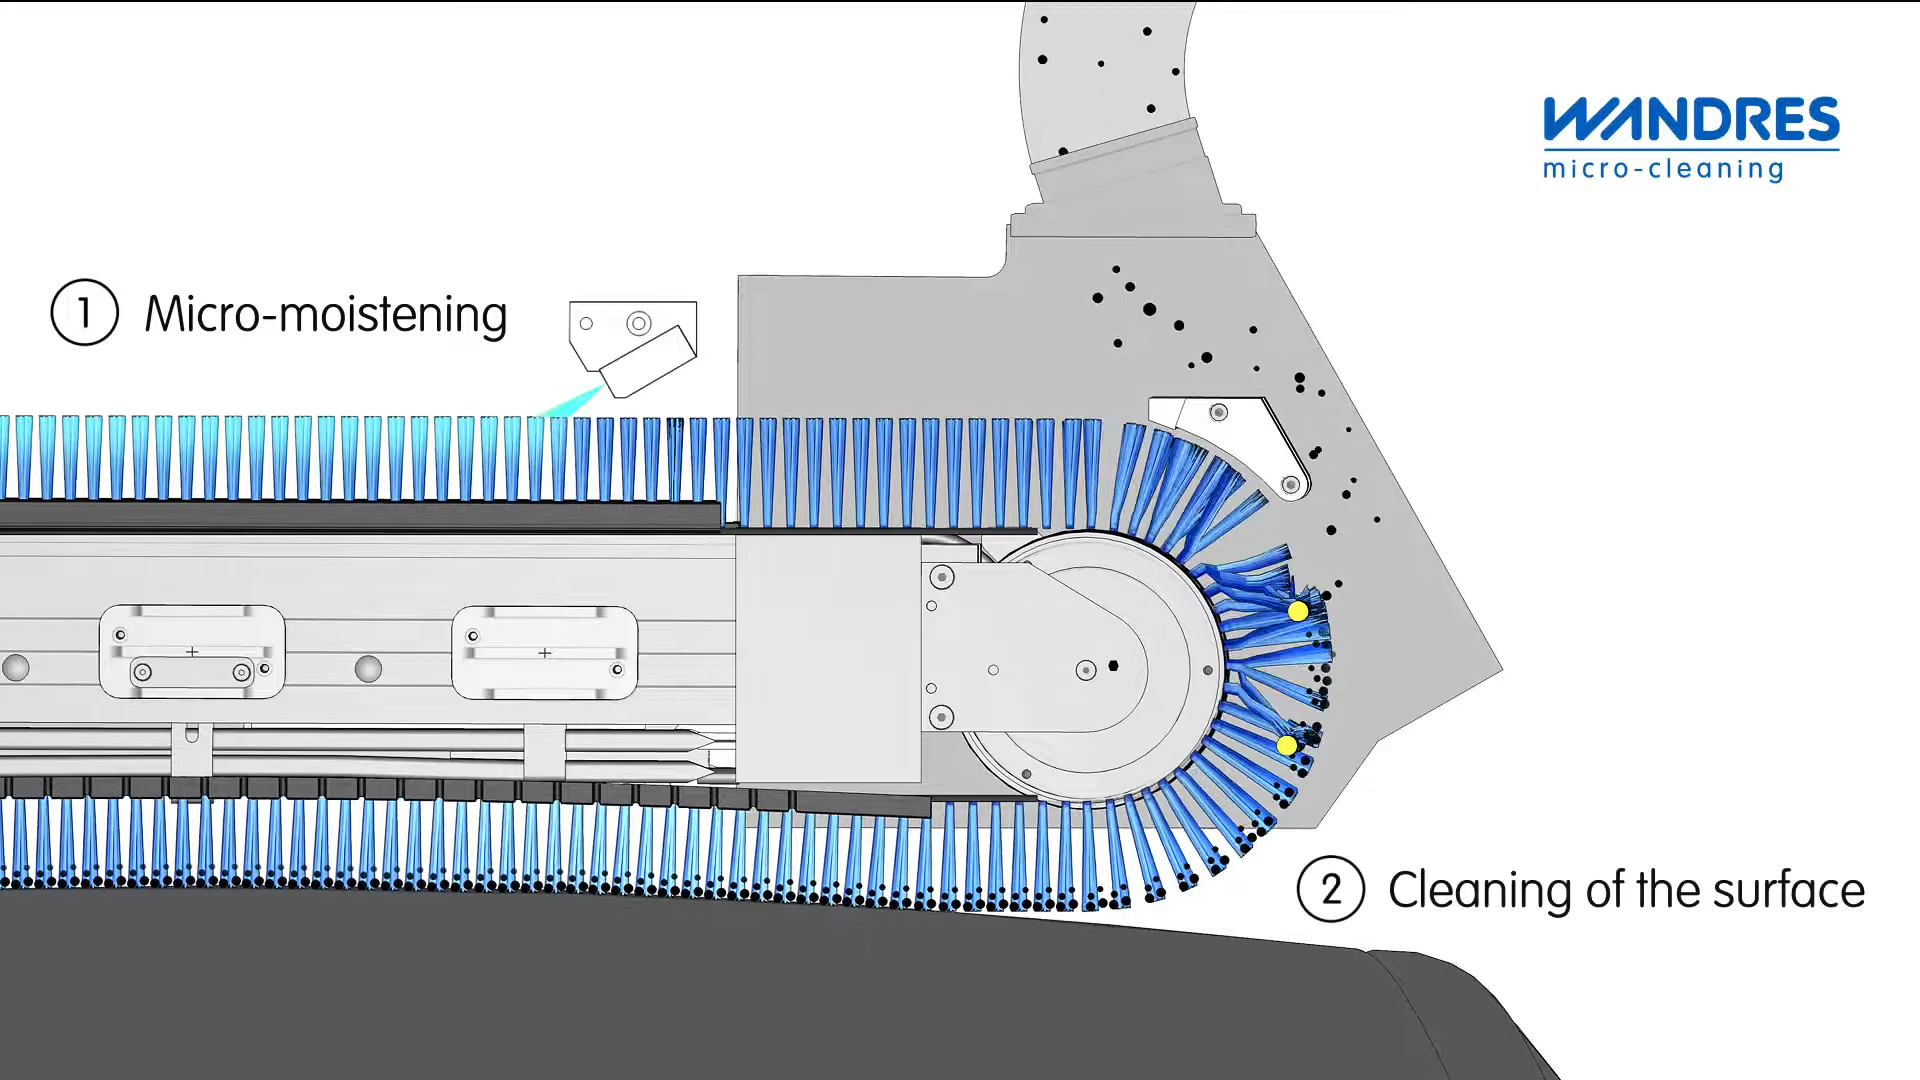 WANDRES
micro-cleaning
1 Micro-moistening
2 Cleaning of the surface